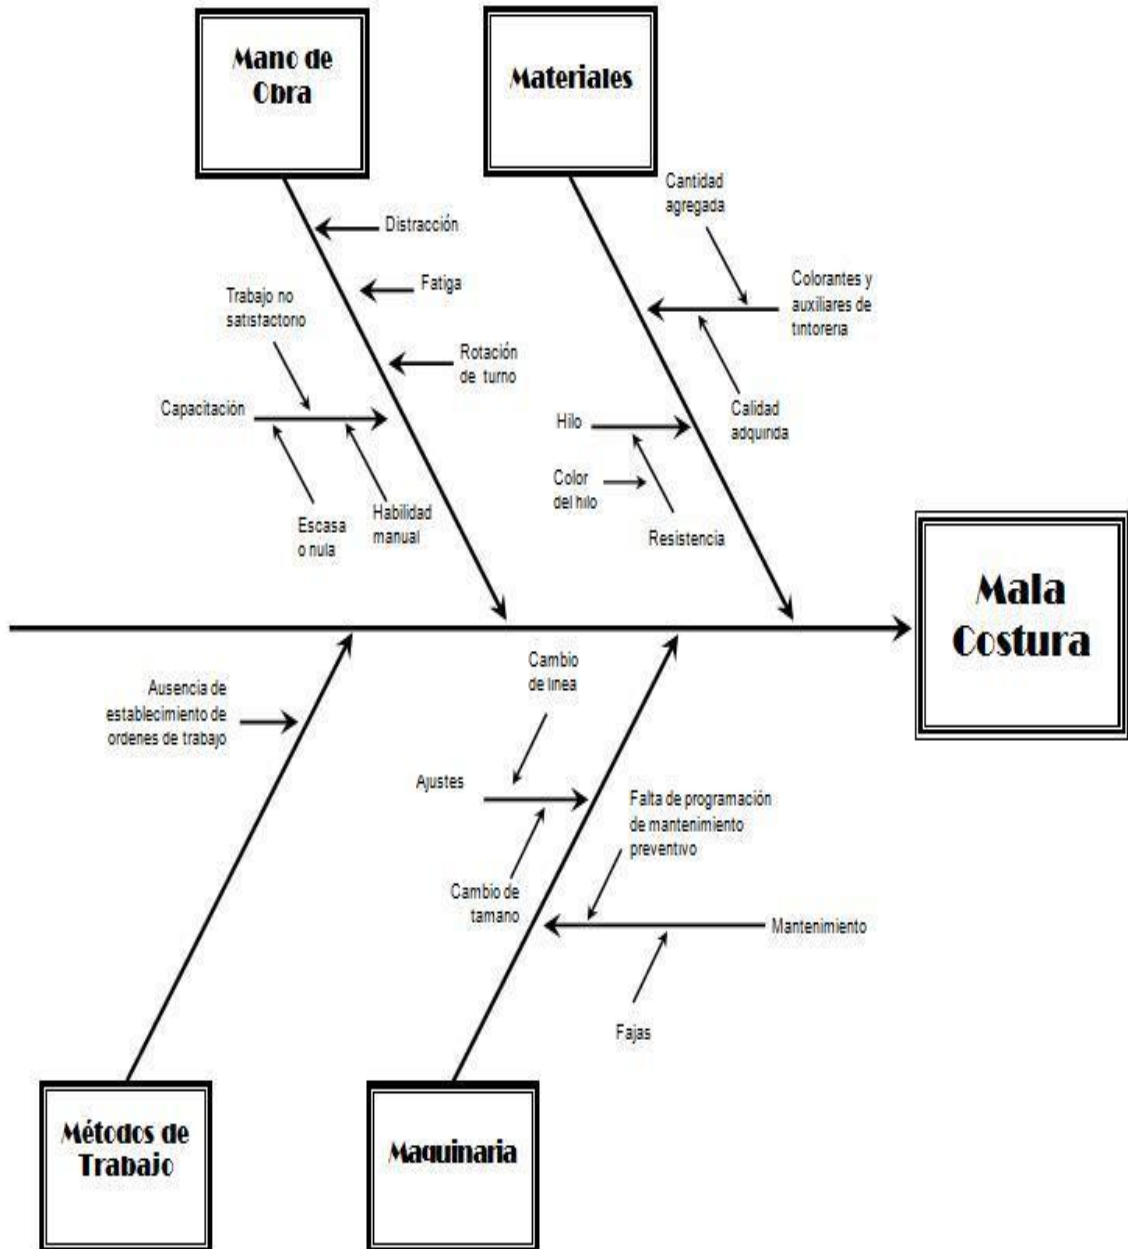 Mano de
Obra
Materiales
Cantidad
agregada
Distracción
Fatiga
Colorantes y
auxiliares de
tintoreria
Trabajo no
satisfactorio
Rotación
de turno
Capacitación
Calidad
adquirida
Hilo
Color
del hilo
Escasa
o nula
Habilidad
manual
Resistencia
Mala
Costura
Cambio
de linea
Ausencia de
establecimiento de
ordenes de trabajo
Ajustes
Falta de programación
de mantenimiento
preventivo
Cambio de
tamano
Mantenimiento
Fajas
Métodos de
Trabajo
Maquinaria